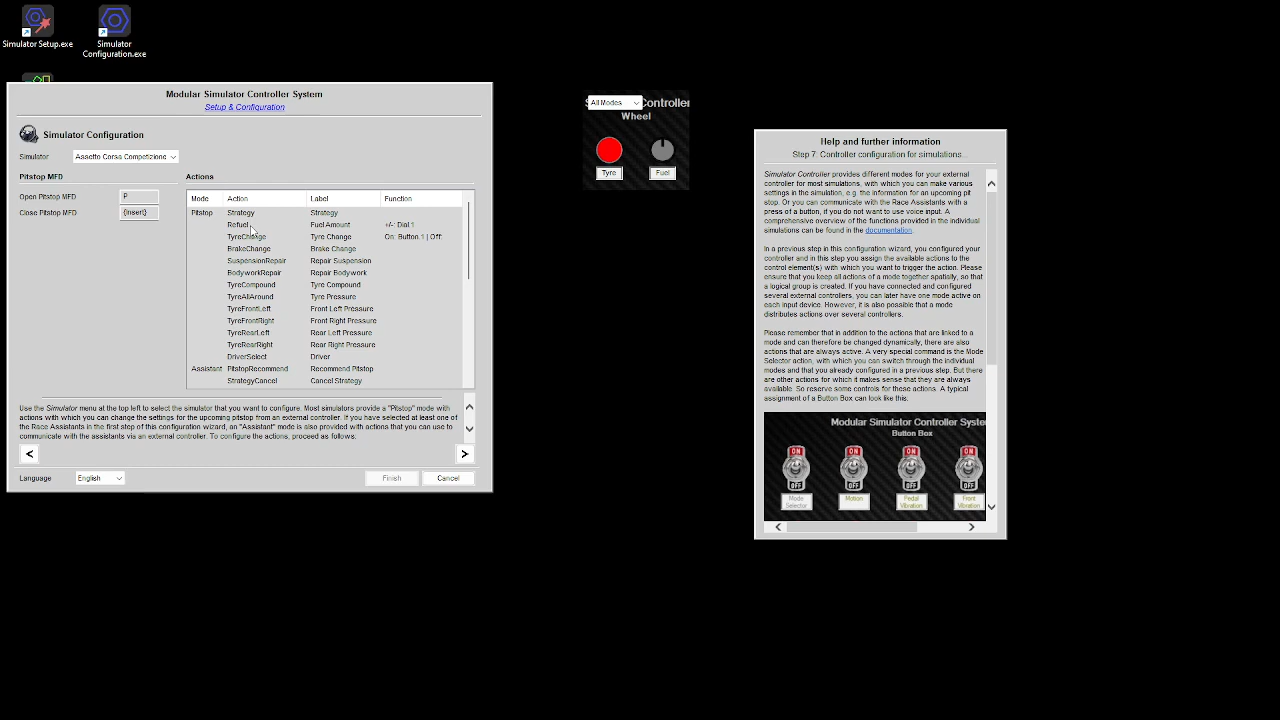 Simulator Setup.exe
Simulator
Configuration.exe
Modular Simulator Controller System
Setup & Configuration
Simulator Configuration
Simulator
Assetto Corsa Competizione
Pitstop MFD
Open Pitstop MFD
P
Close Pitstop MFD
{Insert}
Actions
Mode Action Label Function
Pitstop Strategy Strategy
Refuel Fuel Amount +/-: Dial.1
TyreChange Tyre Change On: Button.1 | Off:
BrakeChange Brake Change
SuspensionRepair Repair Suspension
BodyworkRepair Repair Bodywork
TyreCompound Tyre Compound
TyreAllAround Tyre Pressure
TyreFrontLeft Front Left Pressure
TyreFrontRight Front Right Pressure
TyreRearLeft Rear Left Pressure
TyreRearRight Rear Right Pressure
DriverSelect Driver
Assistant PitstopRecommend Recommend Pitstop
StrategyCancel Cancel Strategy
Use the Simulator menu at the top left to select the simulator that you want to configure. Most simulators provide a "Pitstop" mode with
actions with which you can change the settings for the upcoming pitstop from an external controller. If you have selected at least one of
the Race Assistants in the first step of this configuration wizard, an "Assistant" mode is also provided with actions that you can use to
communicate with the assistants via an external controller. To configure the actions, proceed as follows:
<
>
Language
English
Finish
Cancel
All Modes
Controller
Wheel
Tyre
Fuel
Help and further information
Step 7: Controller configuration for simulations...
Simulator Controller provides different modes for your external
controller for most simulations, with which you can make various
settings in the simulation, e.g. the information for an upcoming pit
stop. Or you can communicate with the Race Assistants with a
press of a button, if you do not want to use voice input. A
comprehensive overview of the functions provided in the individual
simulations can be found in the documentation.
In a previous step in this configuration wizard, you configured your
controller and in this step you assign the available actions to the
control element(s) with which you want to trigger the action. Please
ensure that you keep all actions of a mode together spatially, so that
a logical group is created. If you have connected and configured
several external controllers, you can later have one mode active on
each input device. However, it is also possible that a mode
distributes actions over several controllers.
Please remember that in addition to the actions that are linked to a
mode and can therefore be changed dynamically, there are also
actions that are always active. A very special command is the Mode
Selector action, with which you can switch through the individual
modes and that you already configured in a previous step. But there
are other actions for which it makes sense that they are always
available. So reserve some controls for these actions. A typical
assignment of a Button Box can look like this:
Modular Simulator Controller Syste
Button Box
ON ON ON ON
OFF OFF OFF OFF
Mode
Selector
Motion
Pedal
Vibration
Front
Vibration